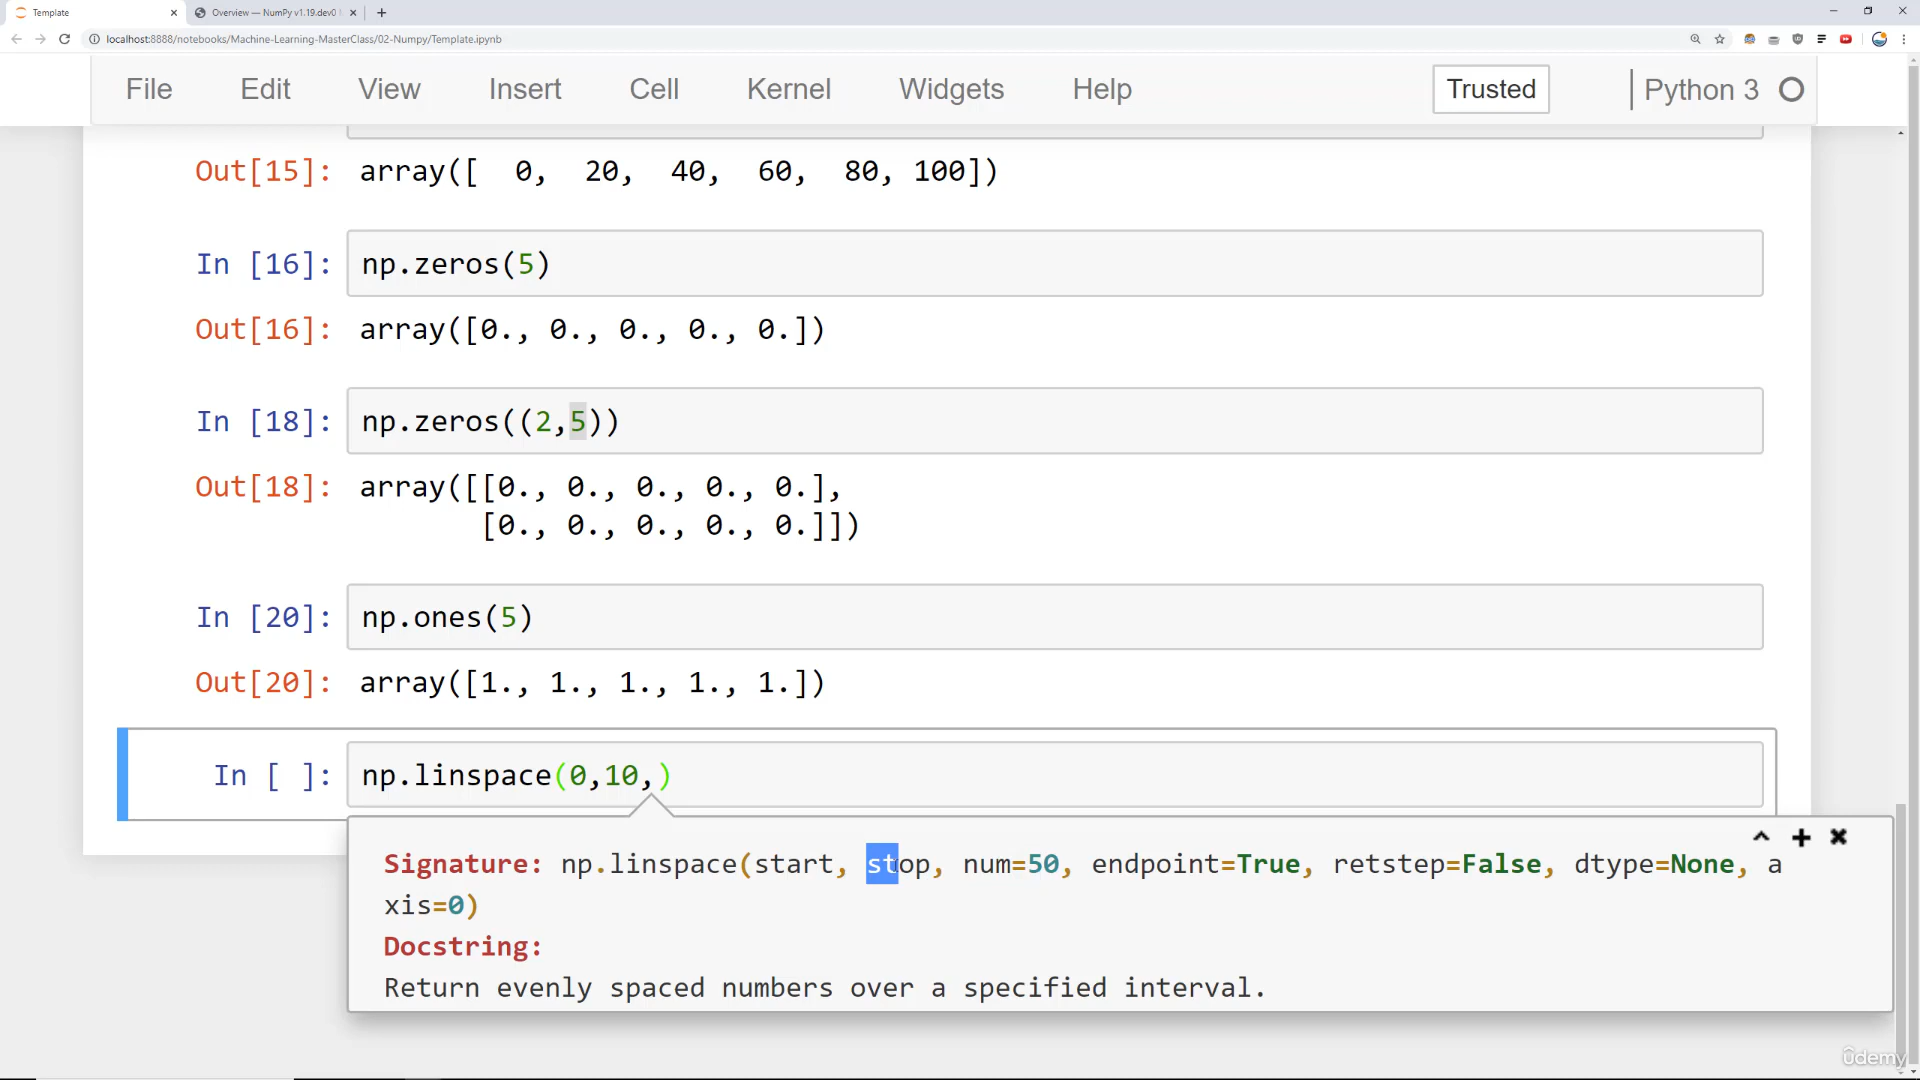 Template
Overview — NumPy v1.19.dev0
localhost:8888/notebooks/Machine-Learning-MasterClass/02-Numpy/Template.ipynb
File Edit View Insert Cell Kernel Widgets Help Trusted Python 3
Out[15]: array([  0,  20,  40,  60,  80, 100])
In [16]: np.zeros(5)
Out[16]: array([0., 0., 0., 0., 0.])
In [18]: np.zeros((2,5))
Out[18]: array([[0., 0., 0., 0., 0.],
[0., 0., 0., 0., 0.]])
In [20]: np.ones(5)
Out[20]: array([1., 1., 1., 1., 1.])
In [ ]: np.linspace(0,10,)
Signature: np.linspace(start, stop, num=50, endpoint=True, retstep=False, dtype=None, a
xis=0)
Docstring:
Return evenly spaced numbers over a specified interval.
ûdemy